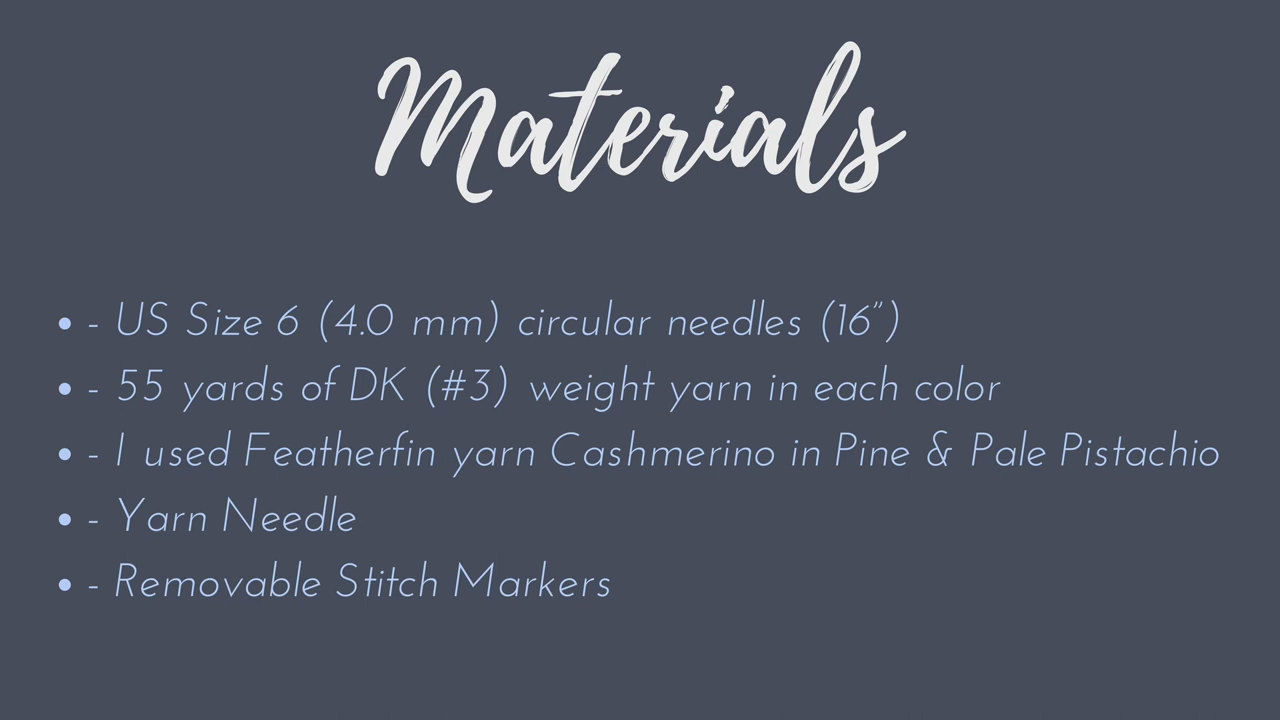 Materials
• - US Size 6 (4.0 mm) circular needles (16”)
• - 55 yards of DK (#3) weight yarn in each color
• - I used Featherfin yarn Cashmerino in Pine & Pale Pistachio
• - Yarn Needle
• - Removable Stitch Markers